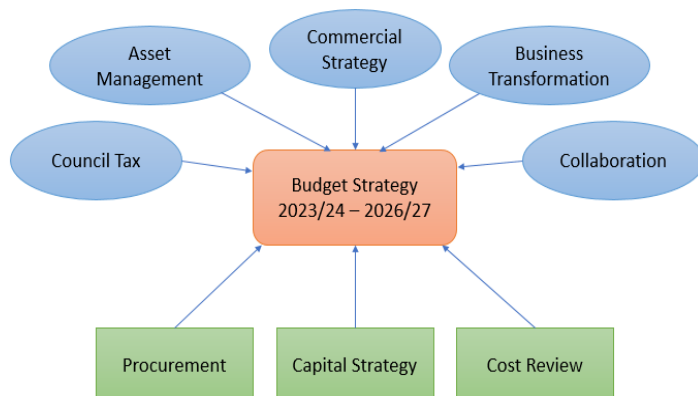 Commercial
Strategy
Asset
Management
Business
Transformation
Council Tax
Collaboration
Budget Strategy
2023/24 – 2026/27
Procurement
Capital Strategy
Cost Review